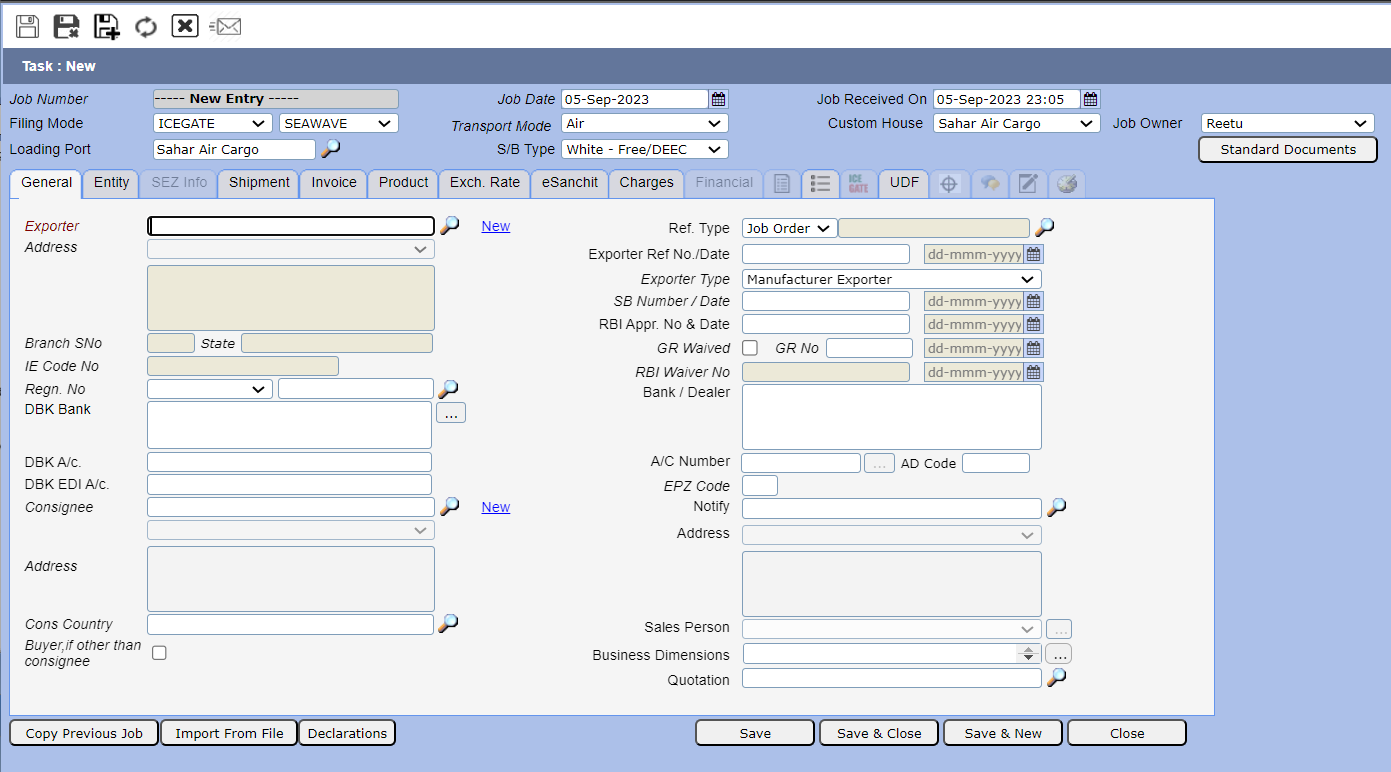 Task : New
Job Number ----- New Entry ----- Job Date 05-Sep-2023 Job Received On 05-Sep-2023 23:05
Filing Mode ICEGATE SEAWAVE Transport Mode Air Custom House Sahar Air Cargo Job Owner Reetu
Loading Port Sahar Air Cargo S/B Type White - Free/DEEC Standard Documents
General Entity SEZ Info Shipment Invoice Product Exch. Rate eSanchit Charges Financial ICE GATE UDF
Exporter New Ref. Type Job Order
Address
Exporter Ref No./Date dd-mmm-yyyy
Exporter Type Manufacturer Exporter
SB Number / Date dd-mmm-yyyy
RBI Appr. No & Date dd-mmm-yyyy
Branch SNo State GR Waived GR No dd-mmm-yyyy
IE Code No RBI Waiver No dd-mmm-yyyy
Regn. No Bank / Dealer
DBK Bank ...
DBK A/c. A/C Number ... AD Code
DBK EDI A/c. EPZ Code
Consignee New Notify
Address
Address
Cons Country Sales Person ...
Buyer,if other than
consignee
Business Dimensions ...
Quotation
Copy Previous Job Import From File Declarations Save Save & Close Save & New Close